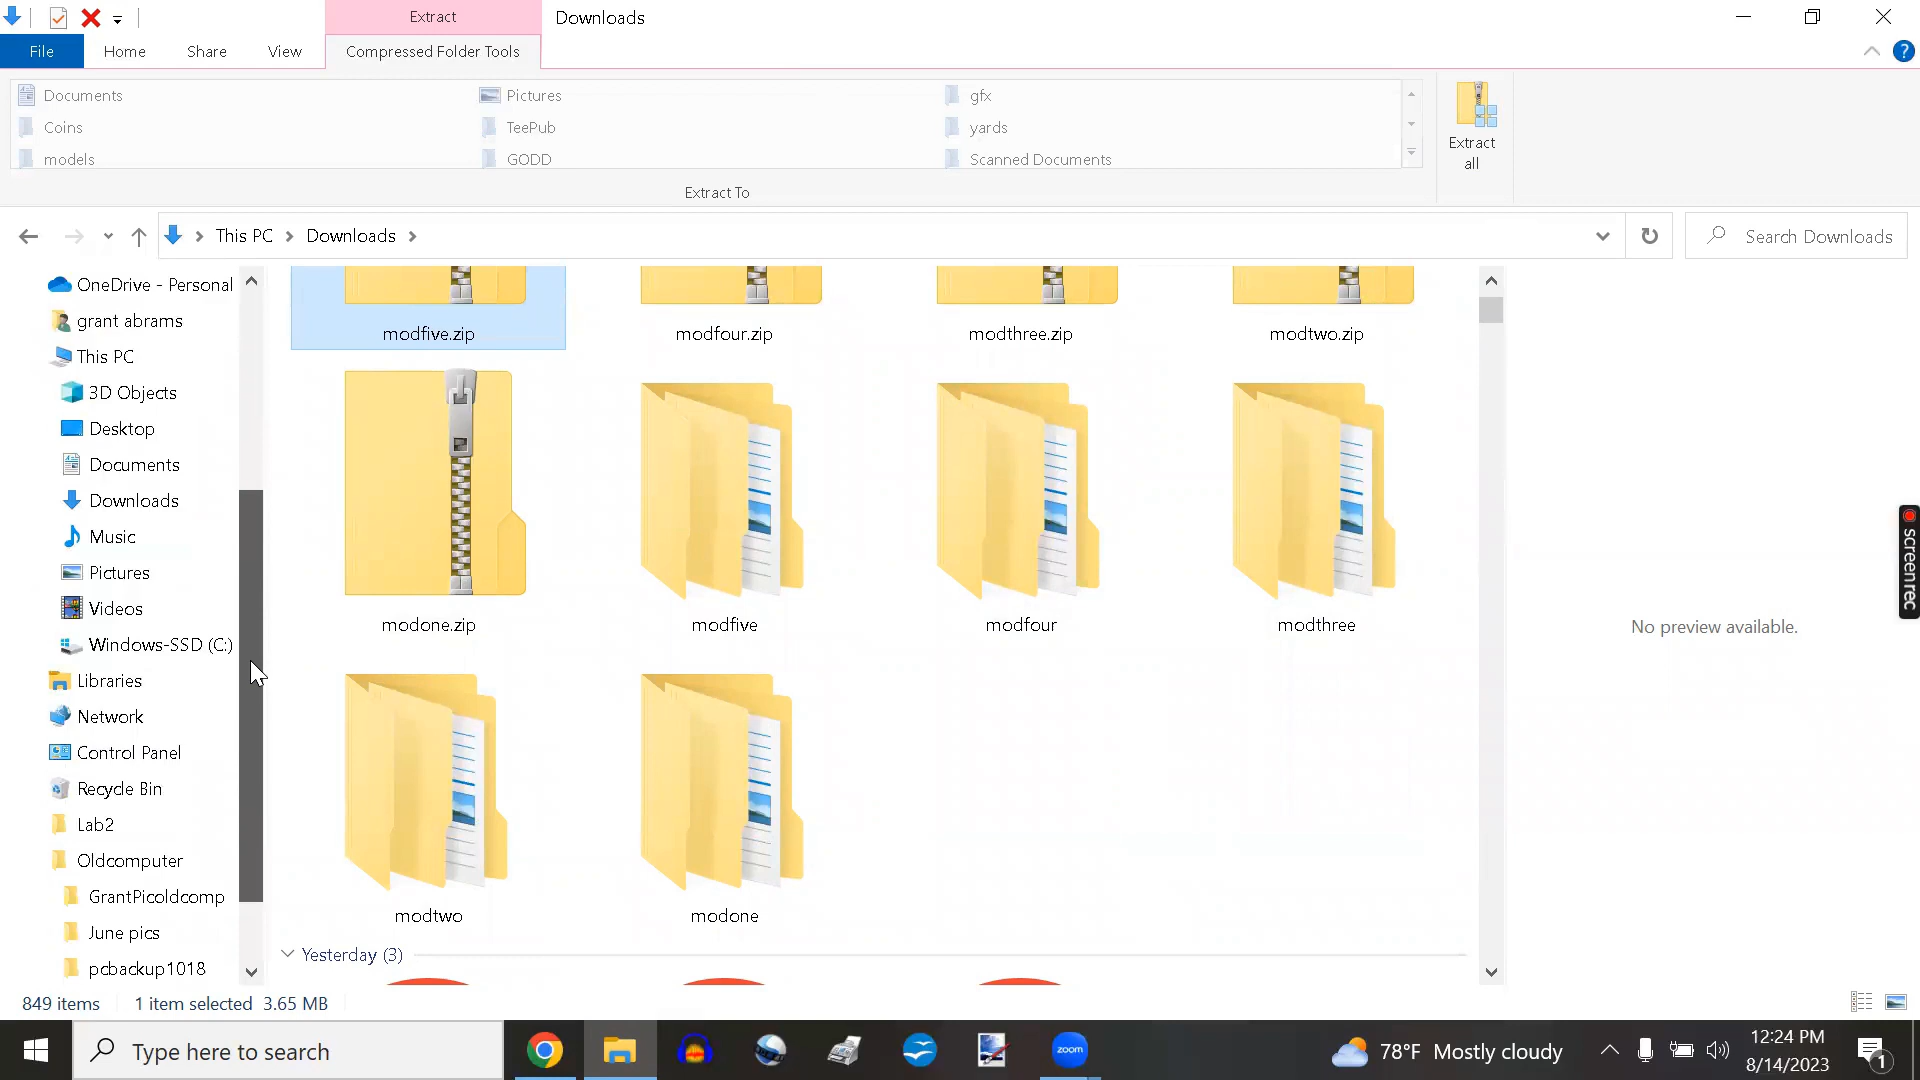 Extract
Downloads
File
Home
Share
View
Compressed Folder Tools
?
Documents
Pictures
gfx
Coins
TeePub
yards
models
GODD
Scanned Documents
Extract
all
Extract To
This PC
Downloads
Search Downloads
OneDrive - Personal
grant abrams
This PC
3D Objects
Desktop
Documents
Downloads
Music
Pictures
Videos
Windows-SSD (C:)
Libraries
Network
Control Panel
Recycle Bin
Lab2
Oldcomputer
GrantPicoldcomp
June pics
pcbackup1018
modfive.zip
modfour.zip
modthree.zip
modtwo.zip
modone.zip
modfive
modfour
modthree
modtwo
modone
Yesterday (3)
No preview available.
screenrec
849 items
1 item selected 3.65 MB
Type here to search
zoom
78°F Mostly cloudy
12:24 PM
8/14/2023
1